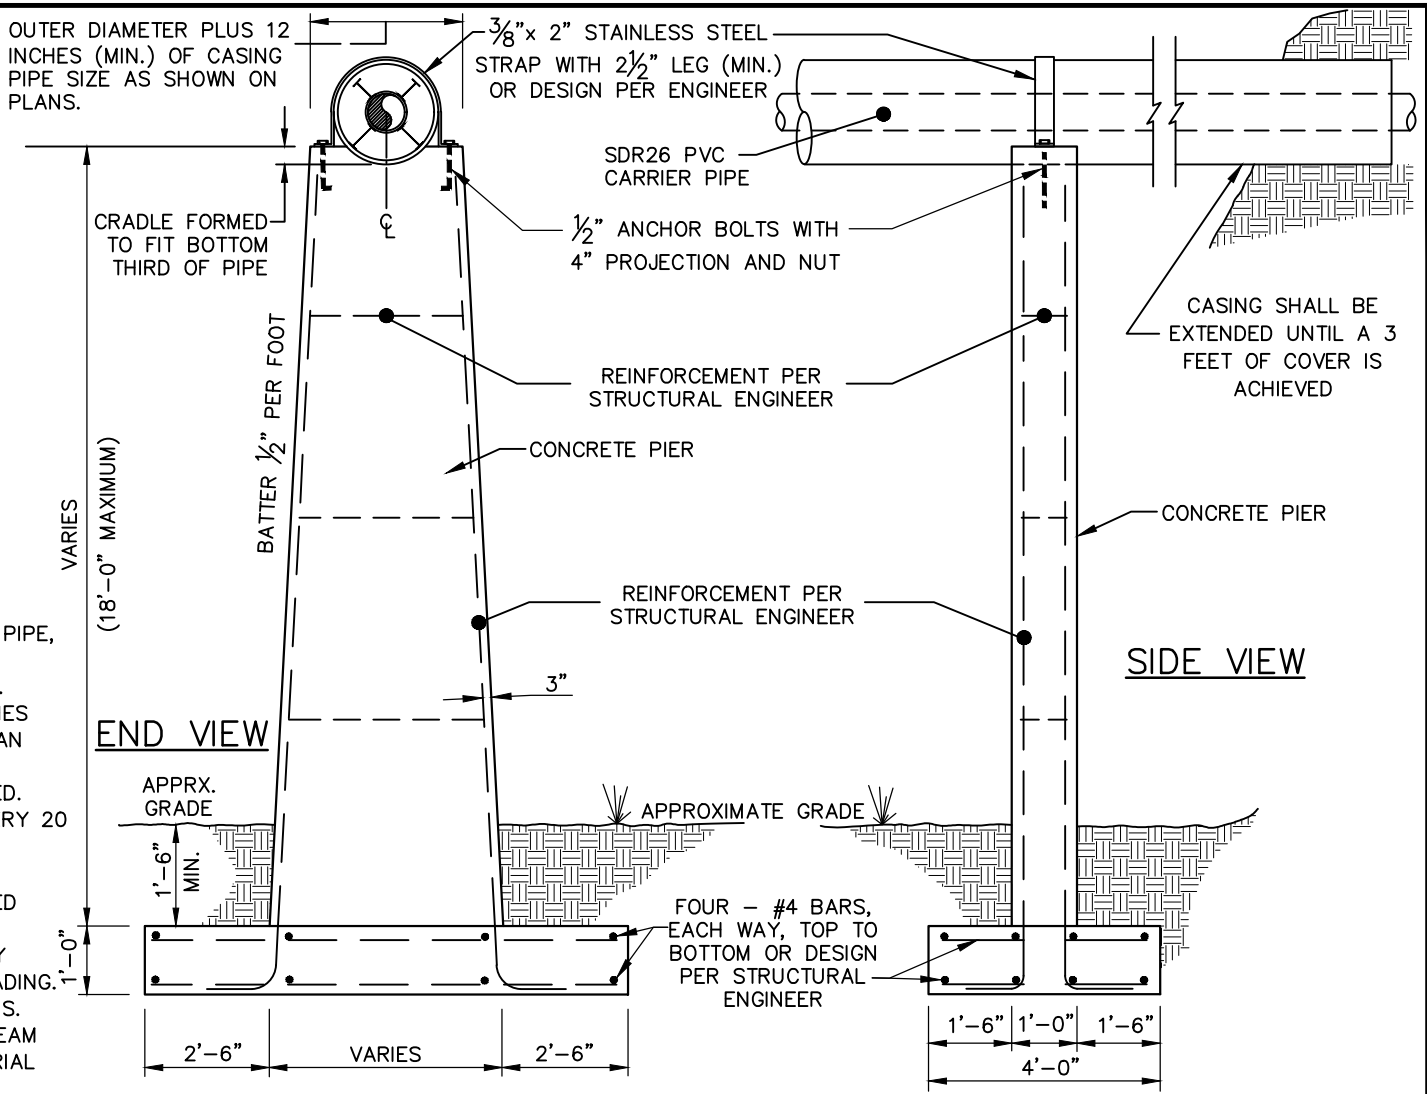 OUTER DIAMETER PLUS 12
INCHES (MIN.) OF CASING
PIPE SIZE AS SHOWN ON
PLANS.
3/8"x 2" STAINLESS STEEL
STRAP WITH 2 1/2" LEG (MIN.)
OR DESIGN PER ENGINEER
SDR26 PVC
CARRIER PIPE
CRADLE FORMED
TO FIT BOTTOM
THIRD OF PIPE
℄
1/2" ANCHOR BOLTS WITH
4" PROJECTION AND NUT
CASING SHALL BE
EXTENDED UNTIL A 3
FEET OF COVER IS
ACHIEVED
BATTER 1/2" PER FOOT
REINFORCEMENT PER
STRUCTURAL ENGINEER
CONCRETE PIER
CONCRETE PIER
VARIES
(18'-0" MAXIMUM)
REINFORCEMENT PER
STRUCTURAL ENGINEER
SIDE VIEW
3"
END VIEW
PIPE,
.
IES
AN
ED.
RY 20
ED
Y
ADING.
S.
EAM
RIAL
APPRX.
GRADE
APPROXIMATE GRADE
1'-6"
MIN.
1'-0"
FOUR - #4 BARS,
EACH WAY, TOP TO
BOTTOM OR DESIGN
PER STRUCTURAL
ENGINEER
2'-6"
VARIES
2'-6"
1'-6"
1'-0"
1'-6"
4'-0"